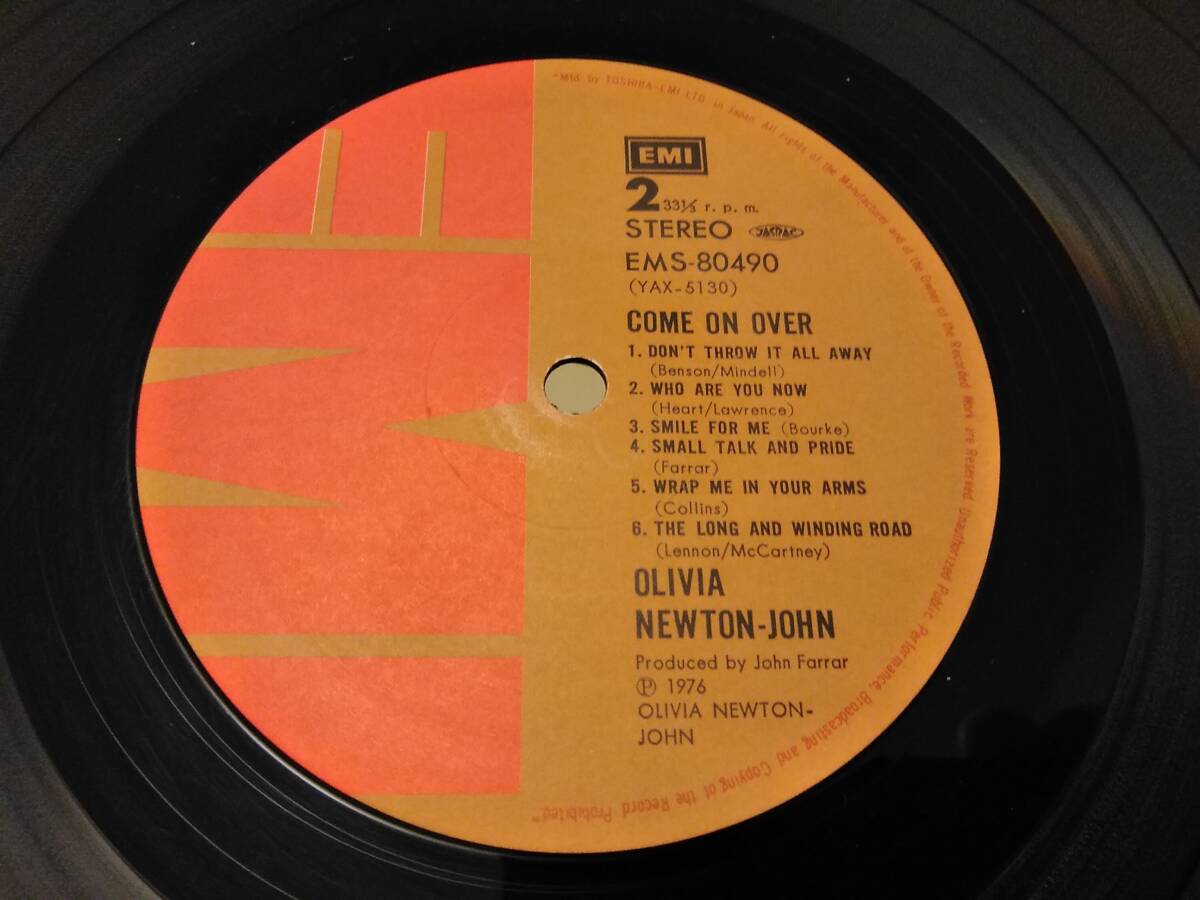 EMI
2 33⅓ r. p. m.
STEREO JASRAC
EMS-80490
(YAX-5130)
COME ON OVER
1. DON'T THROW IT ALL AWAY
(Benson/Mindell)
2. WHO ARE YOU NOW
(Heart/Lawrence)
3. SMILE FOR ME (Bourke)
4. SMALL TALK AND PRIDE
(Farrar)
5. WRAP ME IN YOUR ARMS
(Collins)
6. THE LONG AND WINDING ROAD
(Lennon/McCartney)
OLIVIA
NEWTON-JOHN
Produced by John Farrar
Ⓟ 1976
OLIVIA NEWTON-
JOHN
"Mfd. by TOSHIBA-EMI LTD. in Japan. All rights of the Manufacturer and of the Owner of the Recorded Work are Reserved. Unauthorized Public Performance, Broadcasting and Copying of the Record Prohibited"